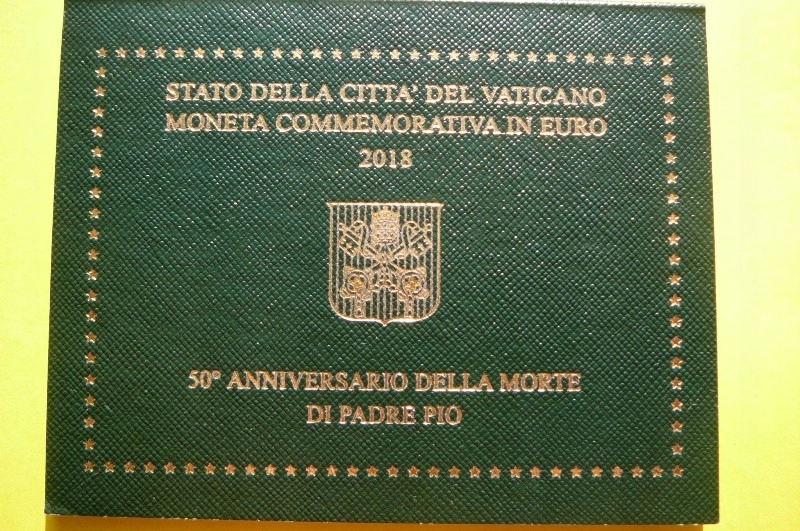 STATO DELLA CITTA' DEL VATICANO
MONETA COMMEMORATIVA IN EURO
2018
50° ANNIVERSARIO DELLA MORTE
DI PADRE PIO